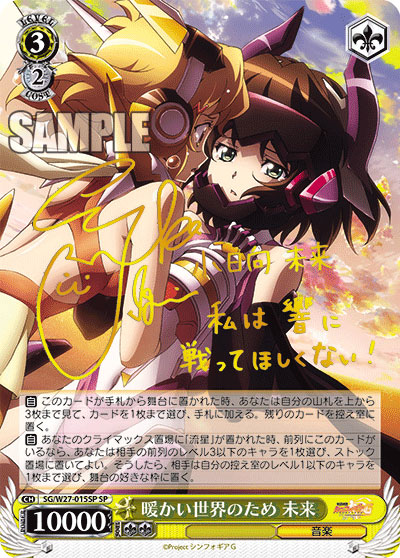 LEVEL
3
2
COST
SAMPLE
小日向 未来
私は 響に
戦ってほしくない!
自 このカードが手札から舞台に置かれた時、あなたは自分の山札を上から
3枚まで見て、カードを1枚まで選び、手札に加える。残りのカードを控え室に
置く。
自 あなたのクライマックス置場に「流星」が置かれた時、前列にこのカードが
いるなら、あなたは相手の前列のレベル3以下のキャラを1枚選び、ストッ
ク置場に置いてよい。そうしたら、相手は自分の控え室のレベル1以下のキャラ
を1枚選び、舞台の好きな枠に置く。
CH SG/W27-015SP SP
10000
暖かい世界のため 未来
音楽
©Project シンフォギアG